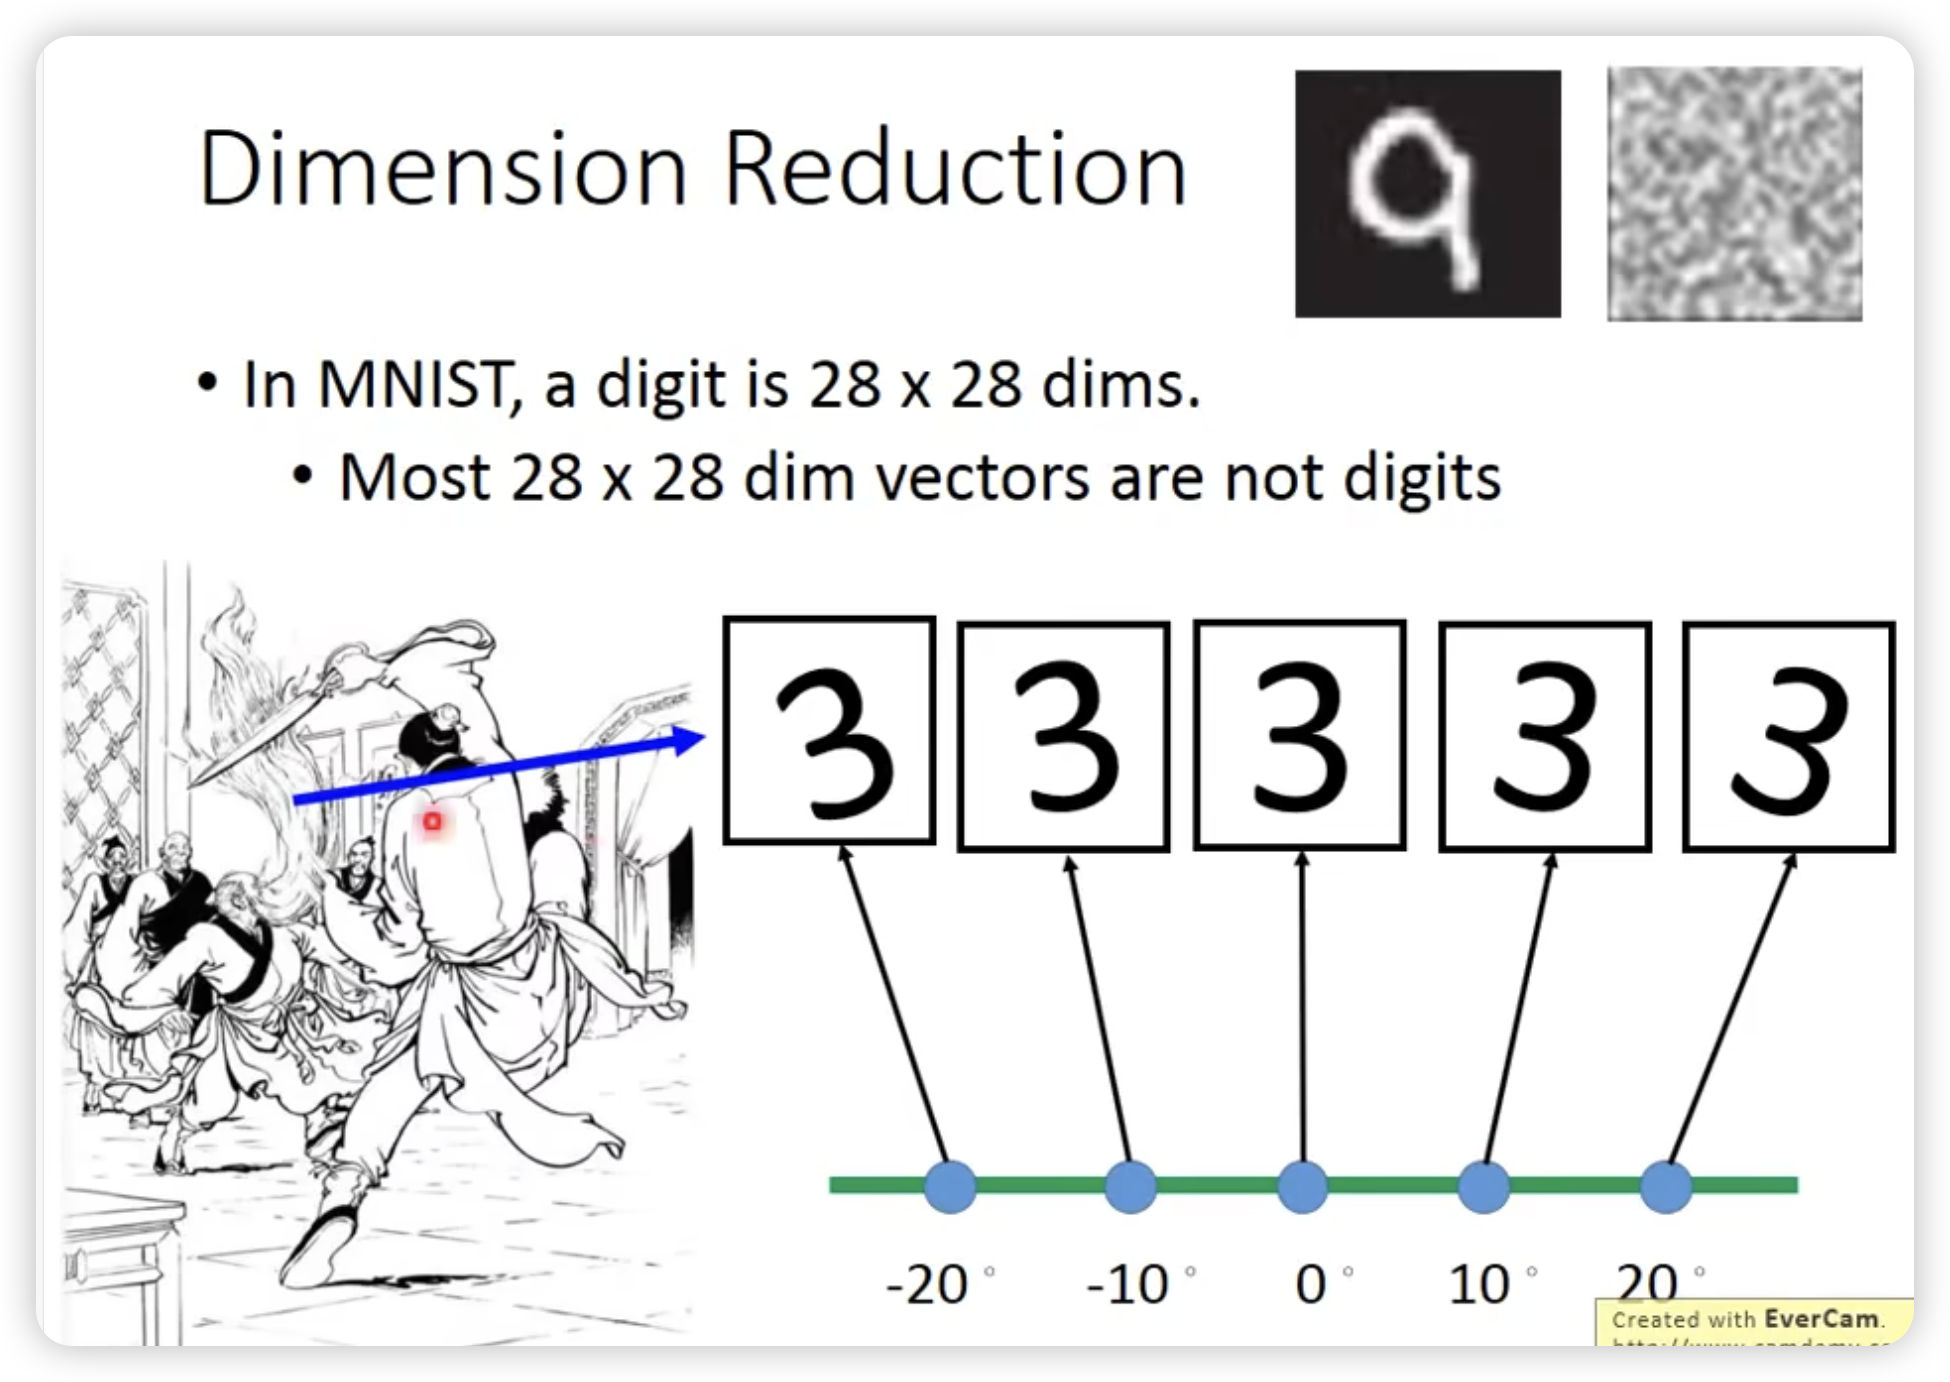 Dimension Reduction
9
• In MNIST, a digit is 28 x 28 dims.
• Most 28 x 28 dim vectors are not digits
3 3 3 3 3
-20 ° -10 ° 0 ° 10 ° 20 °
Created with EverCam.